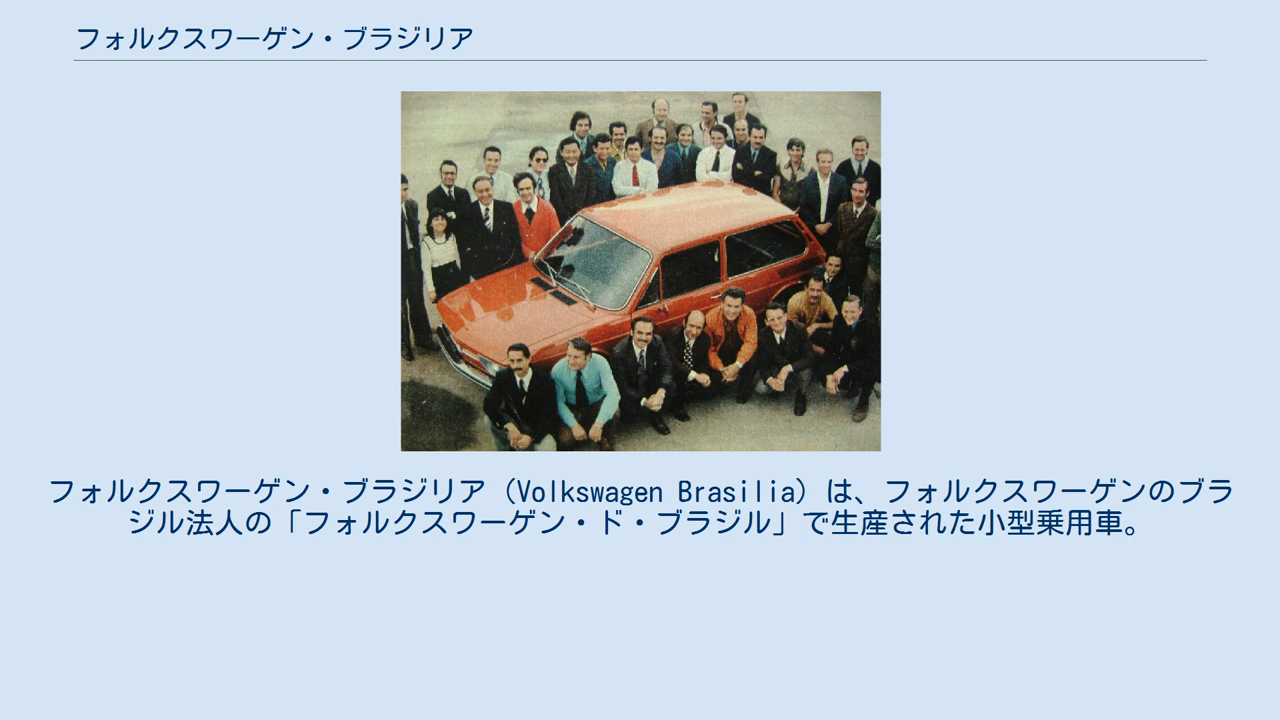 フォルクスワーゲン・ブラジリア
フォルクスワーゲン・ブラジリア（Volkswagen Brasilia）は、フォルクスワーゲンのブラ
ジル法人の「フォルクスワーゲン・ド・ブラジル」で生産された小型乗用車。